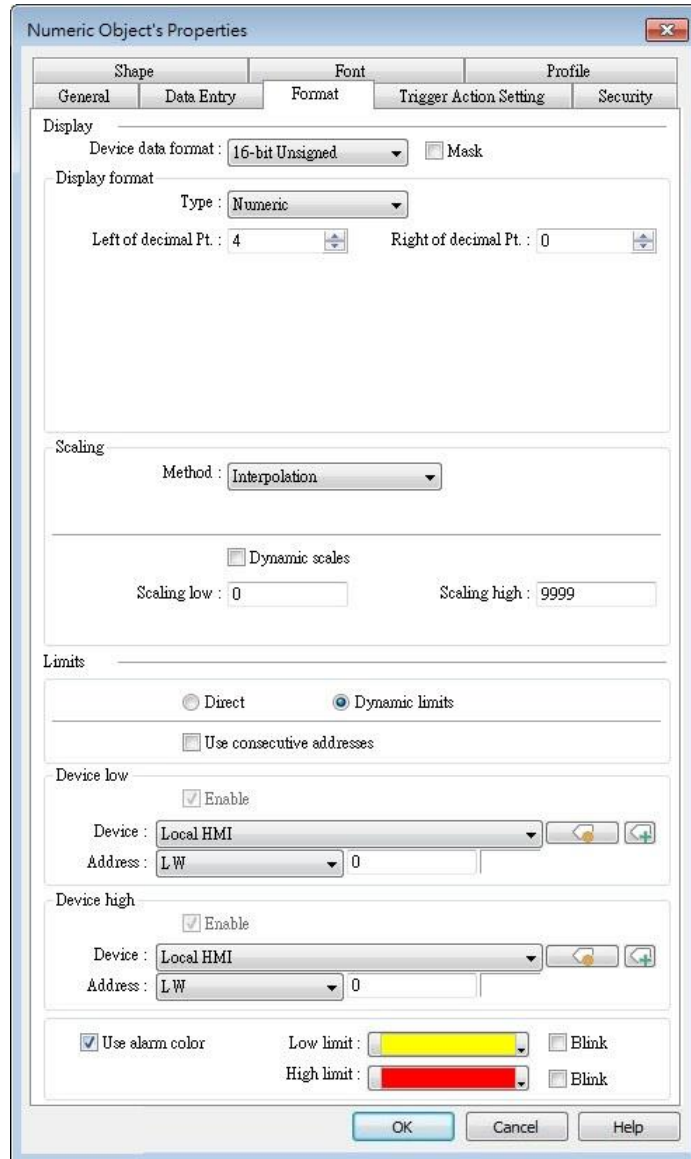 Numeric Object's Properties
Shape Font Profile
General Data Entry Format Trigger Action Setting Security
Display
Device data format : 16-bit Unsigned Mask
Display format
Type : Numeric
Left of decimal Pt. : 4 Right of decimal Pt. : 0
Scaling
Method : Interpolation
Dynamic scales
Scaling low : 0 Scaling high : 9999
Limits
Direct Dynamic limits
Use consecutive addresses
Device low
Enable
Device : Local HMI
Address : LW 0
Device high
Enable
Device : Local HMI
Address : LW 0
Use alarm color Low limit : Blink
High limit : Blink
OK Cancel Help